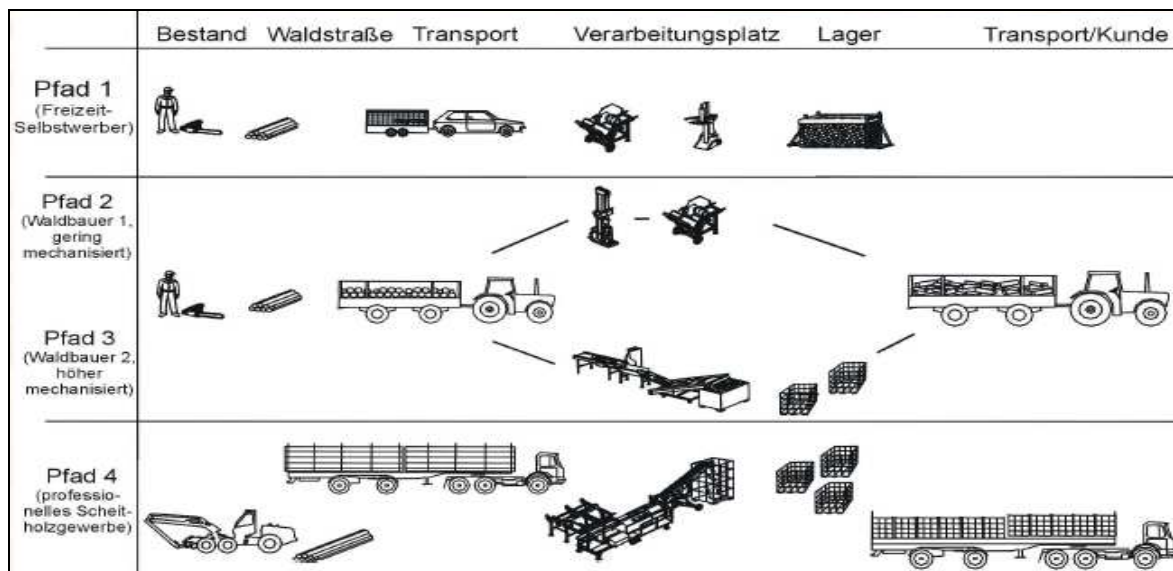 Bestand Waldstraße Transport Verarbeitungsplatz Lager Transport/Kunde
Pfad 1
(Freizeit-
Selbstwerber)
Pfad 2
(Waldbauer 1,
gering
mechanisiert)
Pfad 3
(Waldbauer 2,
höher
mechanisiert)
Pfad 4
(professio-
nelles Scheit-
holzgewerbe)